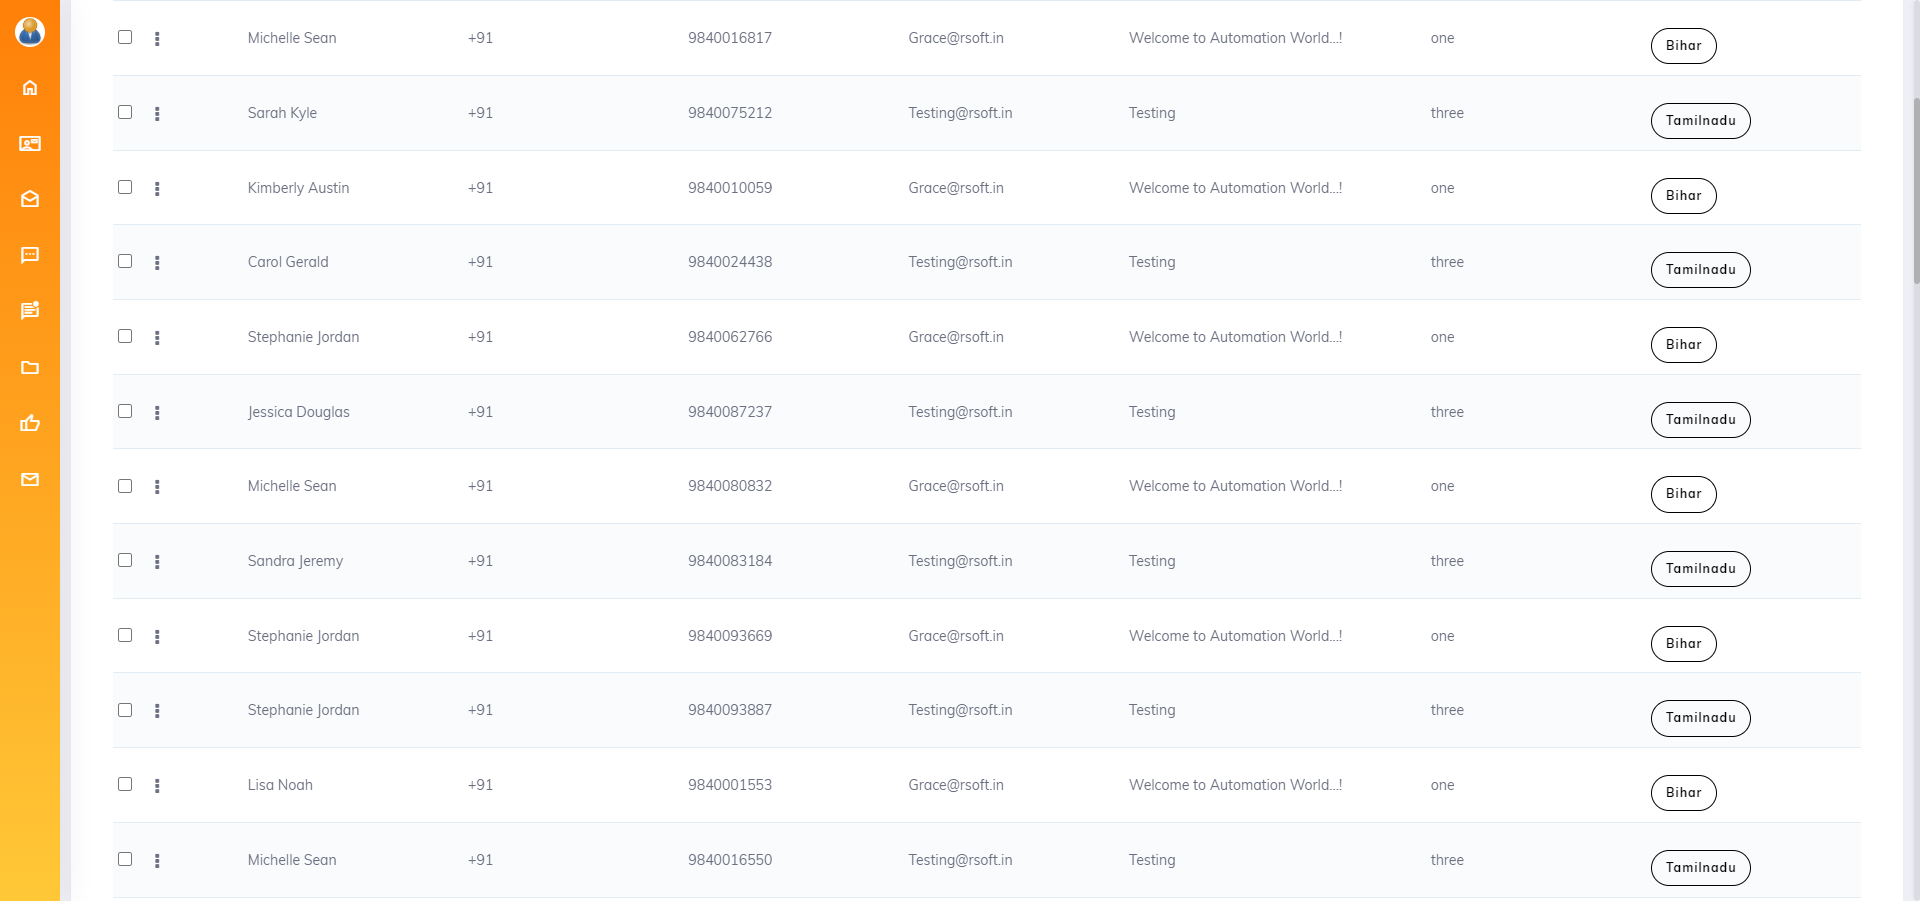 Michelle Sean +91 9840016817 Grace@rsoft.in Welcome to Automation World...! one Bihar
Sarah Kyle +91 9840075212 Testing@rsoft.in Testing three Tamilnadu
Kimberly Austin +91 9840010059 Grace@rsoft.in Welcome to Automation World...! one Bihar
Carol Gerald +91 9840024438 Testing@rsoft.in Testing three Tamilnadu
Stephanie Jordan +91 9840062766 Grace@rsoft.in Welcome to Automation World...! one Bihar
Jessica Douglas +91 9840087237 Testing@rsoft.in Testing three Tamilnadu
Michelle Sean +91 9840080832 Grace@rsoft.in Welcome to Automation World...! one Bihar
Sandra Jeremy +91 9840083184 Testing@rsoft.in Testing three Tamilnadu
Stephanie Jordan +91 9840093669 Grace@rsoft.in Welcome to Automation World...! one Bihar
Stephanie Jordan +91 9840093887 Testing@rsoft.in Testing three Tamilnadu
Lisa Noah +91 9840001553 Grace@rsoft.in Welcome to Automation World...! one Bihar
Michelle Sean +91 9840016550 Testing@rsoft.in Testing three Tamilnadu